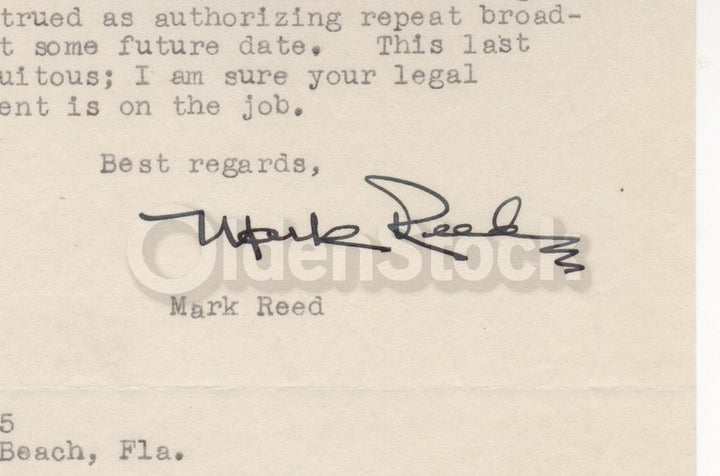 trued as authorizing repeat broad-
t some future date. This last
uitous; I am sure your legal
ent is on the job.
Best regards,
Mark Reed
OldenStock
Mark Reed
5
Beach, Fla.